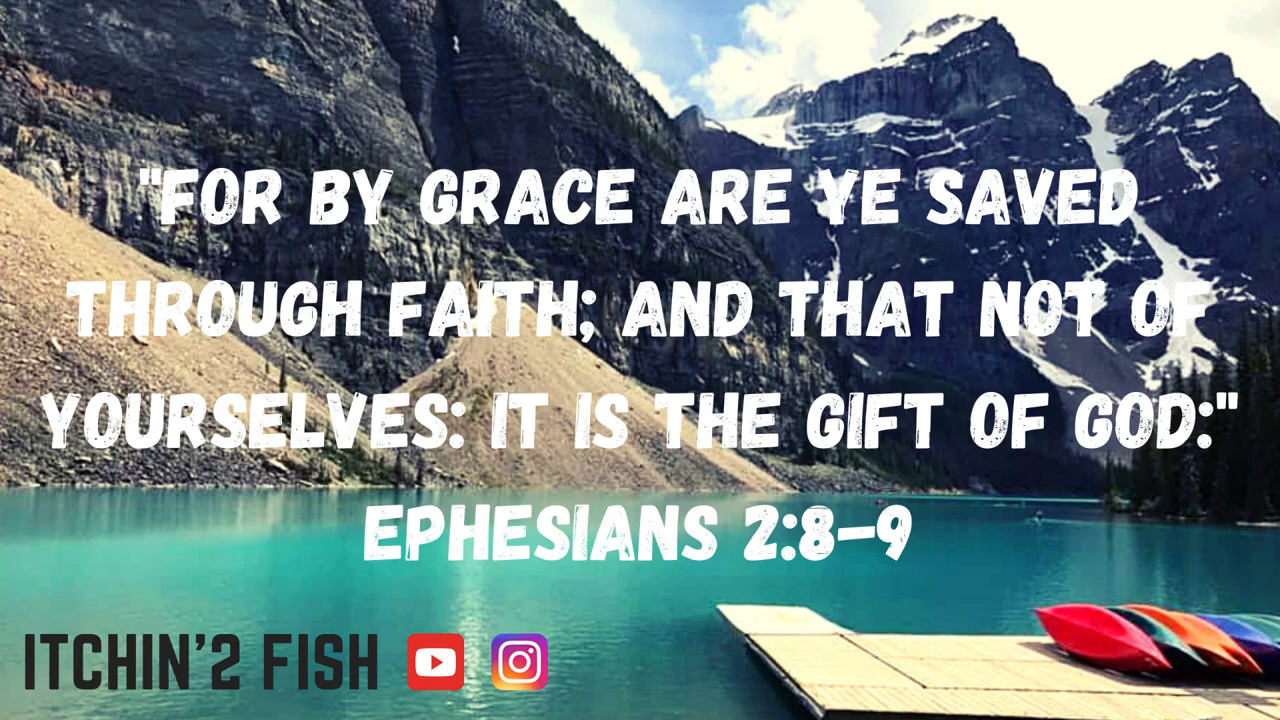 "FOR BY GRACE ARE YE SAVED
THROUGH FAITH; AND THAT NOT OF
YOURSELVES: IT IS THE GIFT OF GOD:"
EPHESIANS 2:8-9
ITCHIN'2 FISH